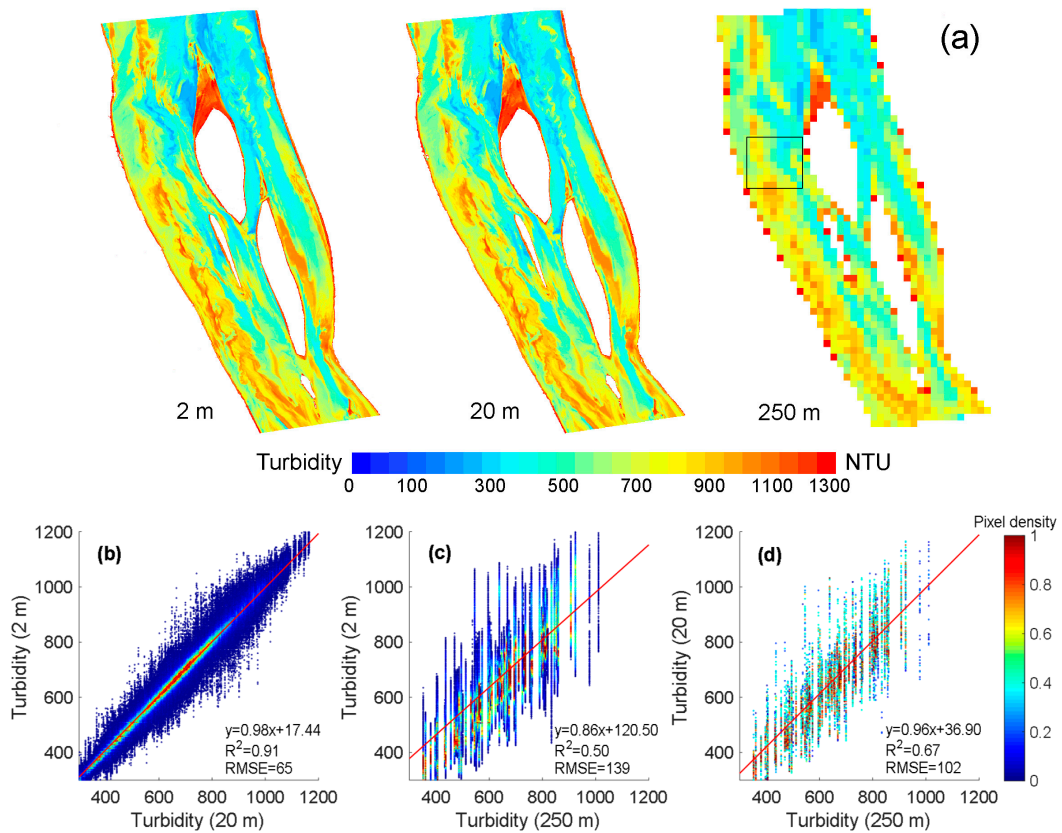 (a)
2 m
20 m
250 m
Turbidity
NTU
0 100 300 500 700 900 1100 1300
(b)
1200
1000
800
600
400
Turbidity (2 m)
y=0.98x+17.44
R²=0.91
RMSE=65
400 600 800 1000 1200
Turbidity (20 m)
(c)
1200
1000
800
600
400
Turbidity (2 m)
y=0.86x+120.50
R²=0.50
RMSE=139
400 600 800 1000 1200
Turbidity (250 m)
(d)
1200
1000
800
600
400
Turbidity (20 m)
y=0.96x+36.90
R²=0.67
RMSE=102
400 600 800 1000 1200
Turbidity (250 m)
Pixel density
1
0.8
0.6
0.4
0.2
0